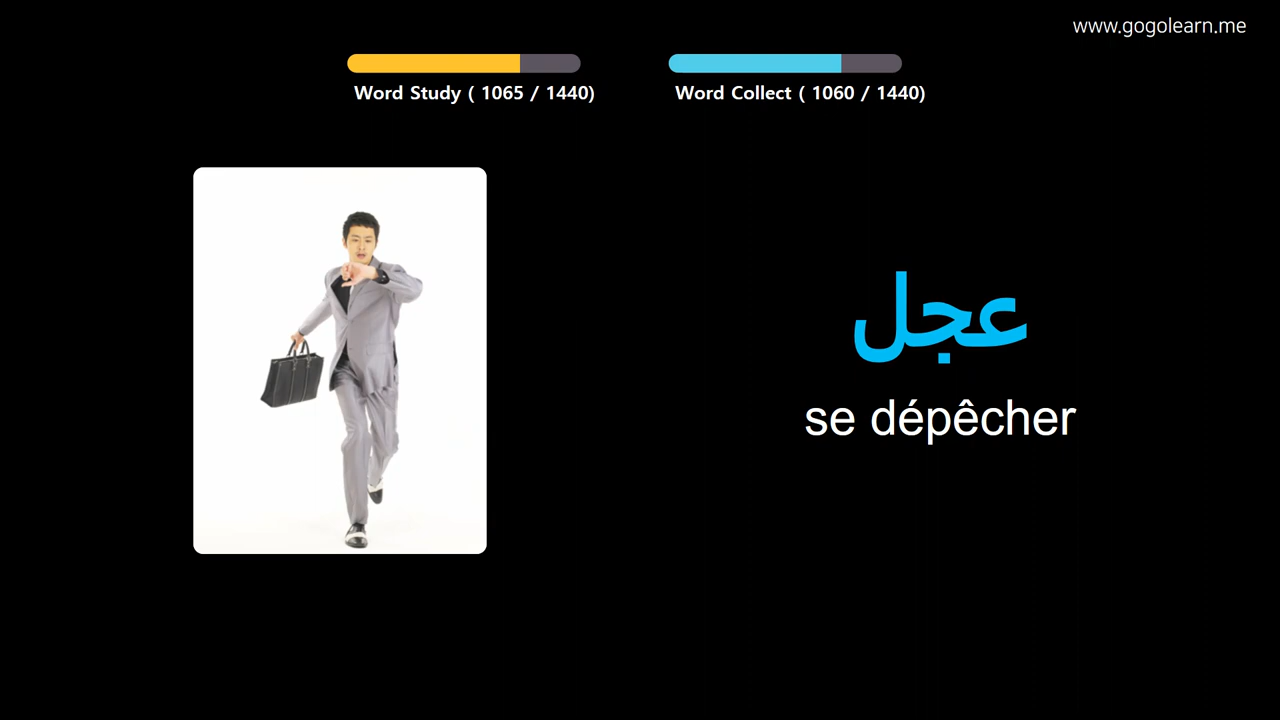 www.gogolearn.me
Word Study ( 1065 / 1440)
Word Collect ( 1060 / 1440)
عجل
se dépêcher